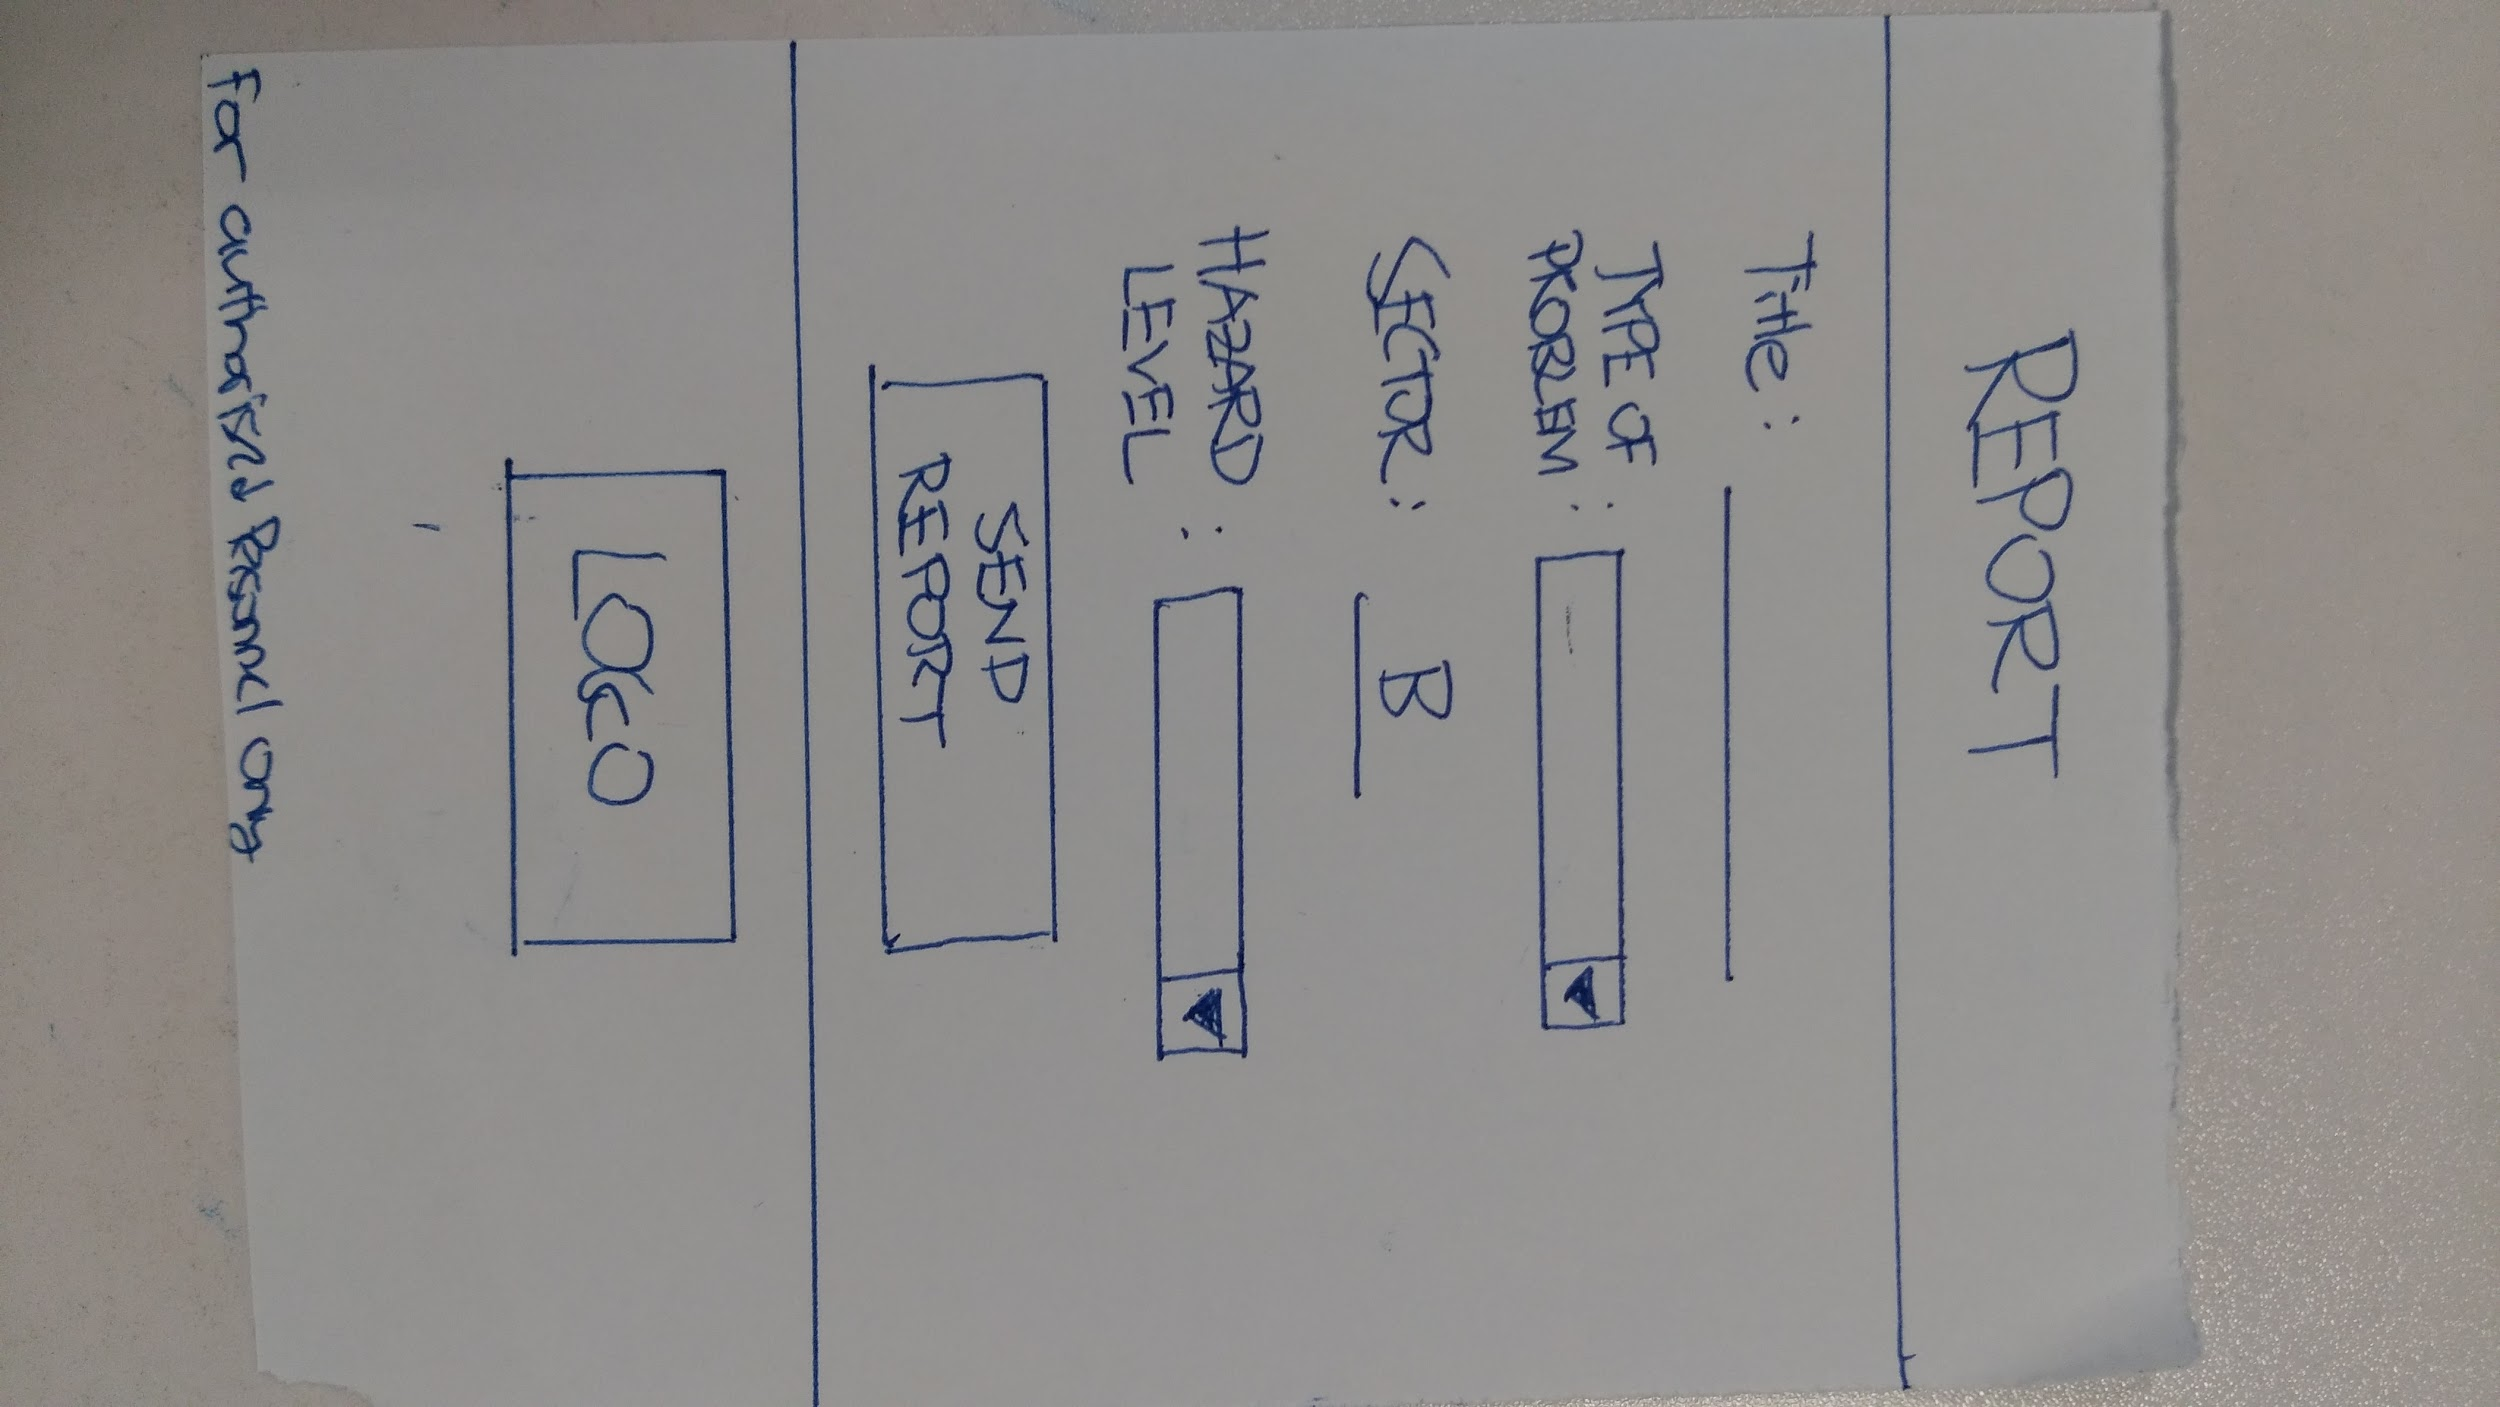 REPORT
Title:
TYPE OF
PROBLEM:
SECTOR: B
HAZARD
LEVEL :
SEND
REPORT
LOGO
For authorised Personnel only